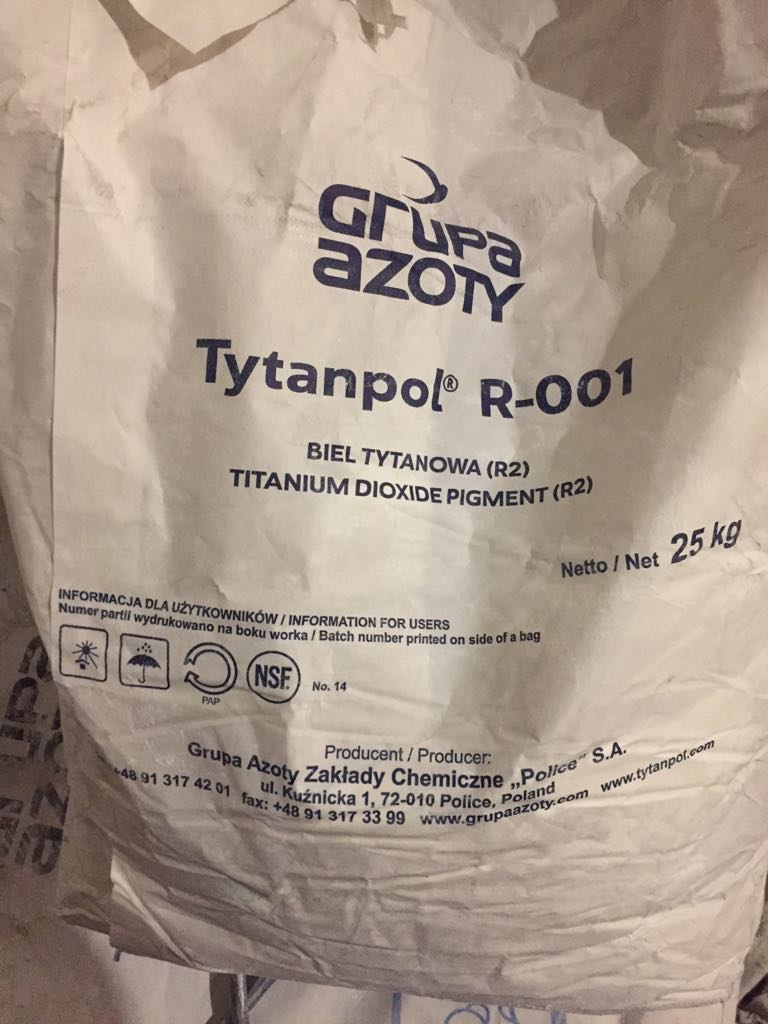 GRUPA
AZOTY
Tytanpol® R-001
BIEL TYTANOWA (R2)
TITANIUM DIOXIDE PIGMENT (R2)
Netto / Net 25 kg
INFORMACJA DLA UŻYTKOWNIKÓW / INFORMATION FOR USERS
Numer partii wydrukowano na boku worka / Batch number printed on side of a bag
PAP
NSF.
No. 14
Producent / Producer:
Grupa Azoty Zakłady Chemiczne „Police” S.A.
ul. Kuźnicka 1, 72-010 Police, Poland
+48 91 317 42 01 fax: +48 91 317 33 99 www.grupaazoty.com www.tytanpol.com